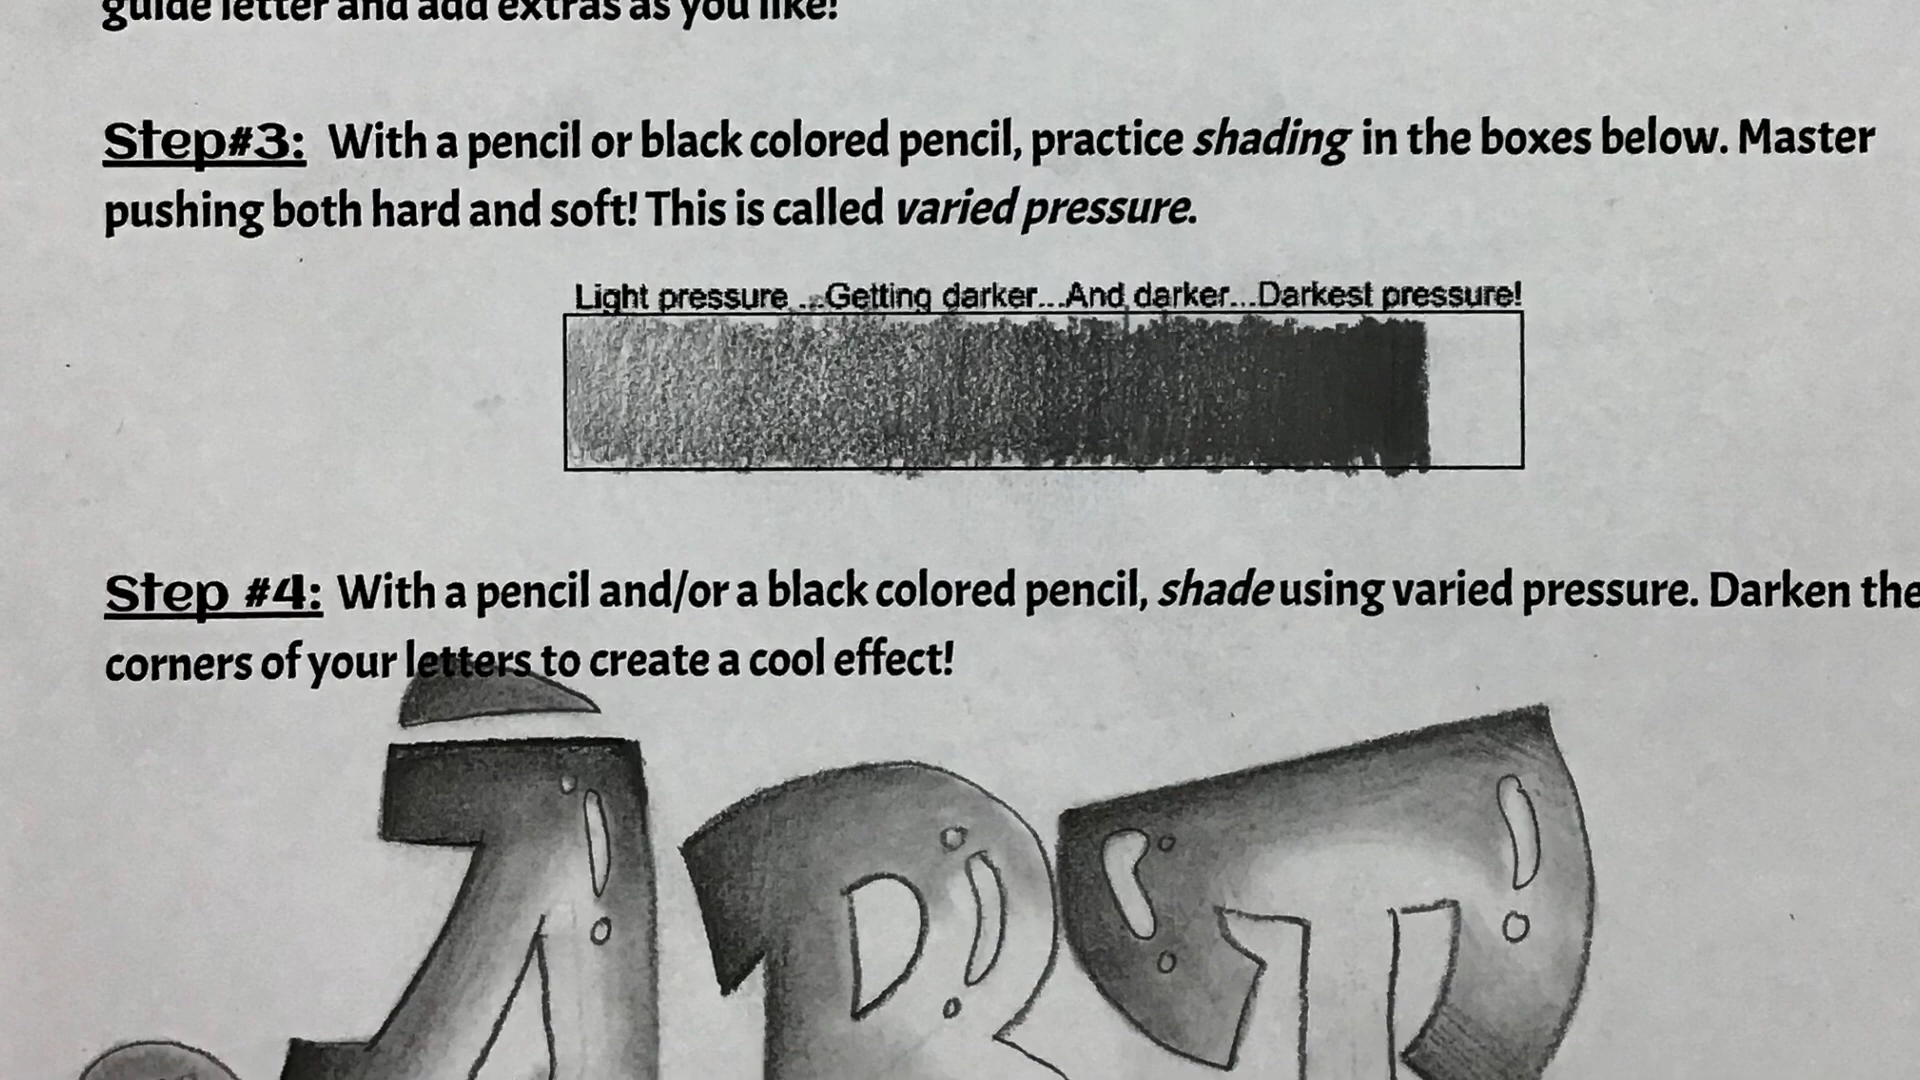 guide letter and add extras as you like!
Step#3: With a pencil or black colored pencil, practice shading in the boxes below. Master
pushing both hard and soft! This is called varied pressure.
Light pressure ...Getting darker...And darker...Darkest pressure!
Step #4: With a pencil and/or a black colored pencil, shade using varied pressure. Darken the
corners of your letters to create a cool effect!
ART